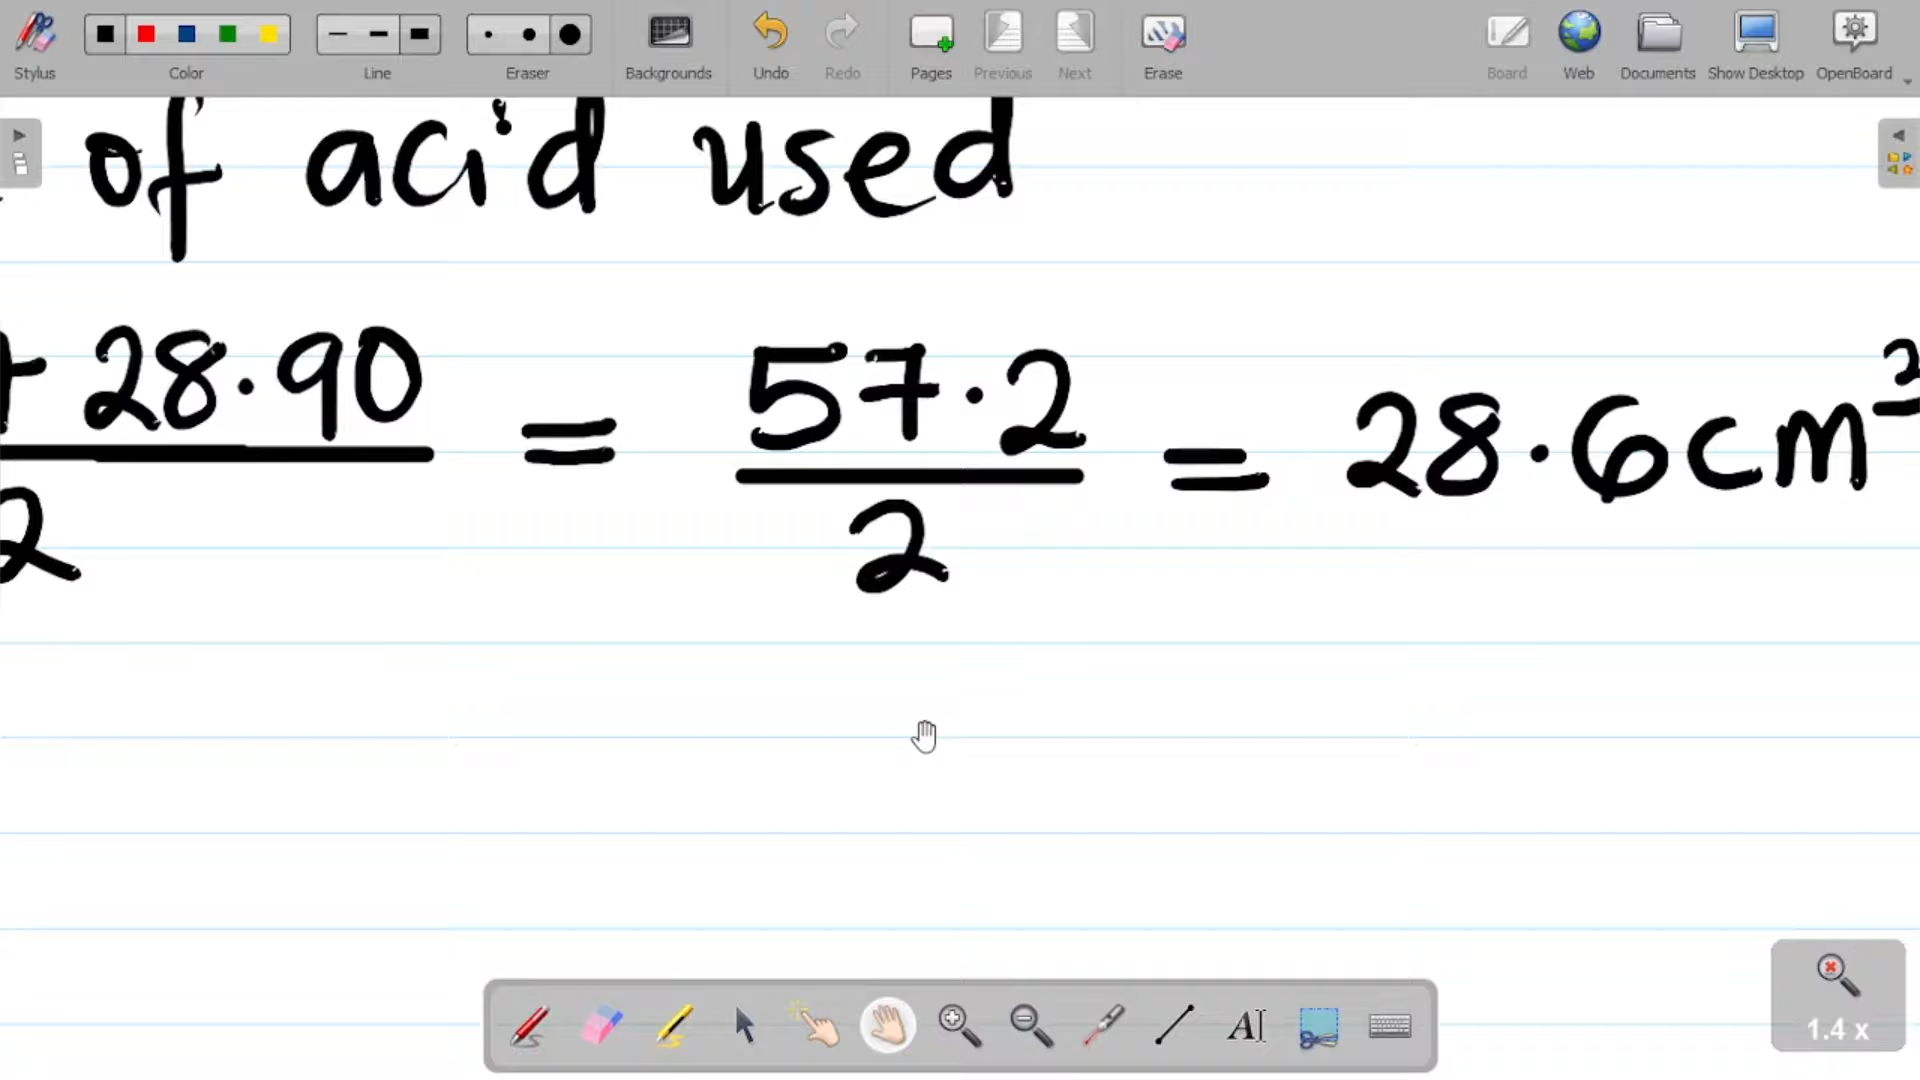 Stylus Color Line Eraser Backgrounds Undo Redo Pages Previous Next Erase Board Web Documents Show Desktop OpenBoard
of acid used
+ 28.90 = 57.2 = 28.6cm³
2 2
1.4 x